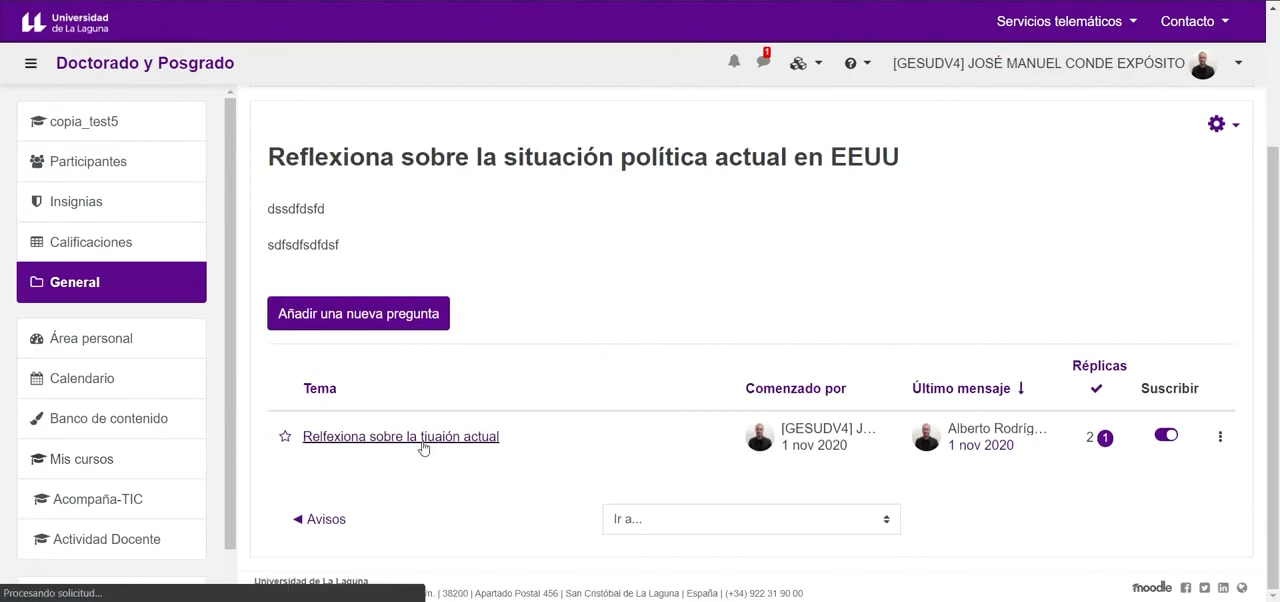 Universidad
de La Laguna
Servicios telemáticos
Contacto
Doctorado y Posgrado
1
[GESUDV4] JOSÉ MANUEL CONDE EXPÓSITO
copia_test5
Participantes
Insignias
Calificaciones
General
Área personal
Calendario
Banco de contenido
Mis cursos
Acompaña-TIC
Actividad Docente
Reflexiona sobre la situación política actual en EEUU
dssdfdsfd
sdfsdfsdfdsf
Añadir una nueva pregunta
Tema
Comenzado por
Último mensaje ↓
Réplicas
Suscribir
Relfexiona sobre la tiuaión actual
[GESUDV4] J...
1 nov 2020
Alberto Rodríg...
1 nov 2020
2 1
◄ Avisos
Ir a...
Universidad de La Laguna
/n. | 38200 | Apartado Postal 456 | San Cristóbal de La Laguna | España | (+34) 922 31 90 00
moodle
Procesando solicitud...